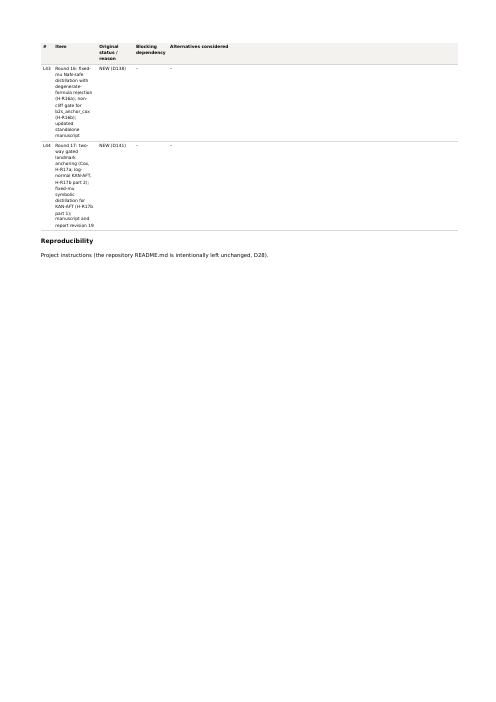 # Item Original status / reason Blocking dependency Alternatives considered
L43 Round 16: fixed- NEW (D138) – –
mu NaN-safe
distillation with
degenerate-
formula rejection
(H-R16a); non-
cliff gate for
b2s_anchor_cox
(H-R16b);
updated
standalone
manuscript
L44 Round 17: two- NEW (D141) – –
way gated
landmark
anchoring (Cox,
H-R17a; log-
normal KAN-AFT,
H-R17b part 2);
fixed-mu
symbolic
distillation for
KAN-AFT (H-R17b
part 1);
manuscript and
report revision 19
Reproducibility
Project instructions (the repository README.md is intentionally left unchanged, D28).